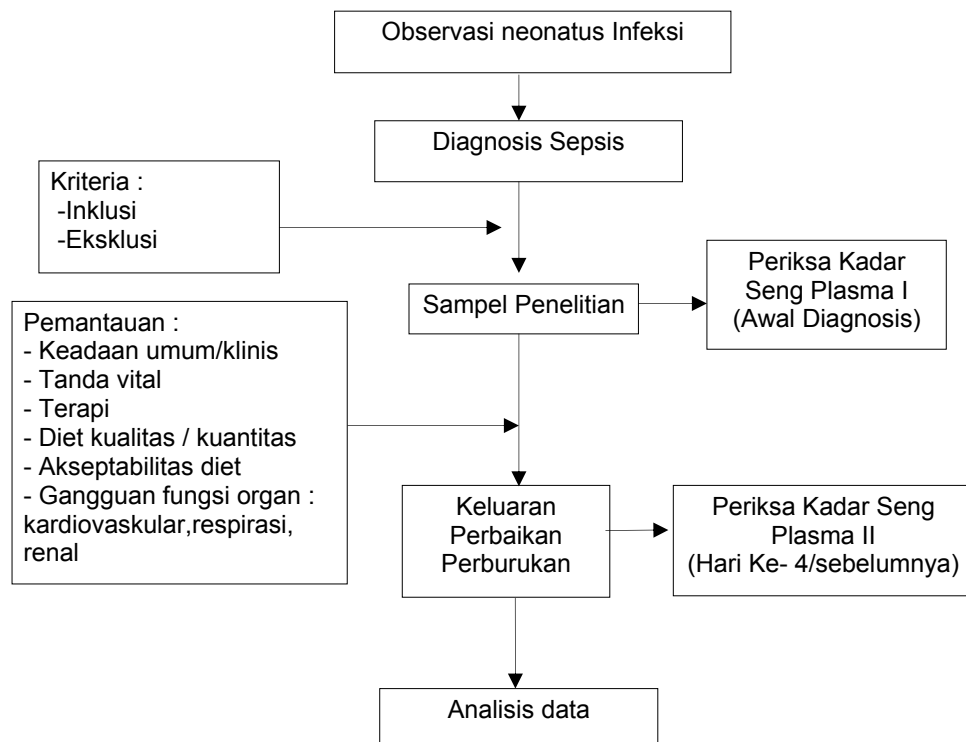 Observasi neonatus Infeksi
Diagnosis Sepsis
Kriteria :
-Inklusi
-Eksklusi
Sampel Penelitian
Periksa Kadar
Seng Plasma I
(Awal Diagnosis)
Pemantauan :
- Keadaan umum/klinis
- Tanda vital
- Terapi
- Diet kualitas / kuantitas
- Akseptabilitas diet
- Gangguan fungsi organ :
kardiovaskular,respirasi,
renal
Keluaran
Perbaikan
Perburukan
Periksa Kadar Seng
Plasma II
(Hari Ke- 4/sebelumnya)
Analisis data